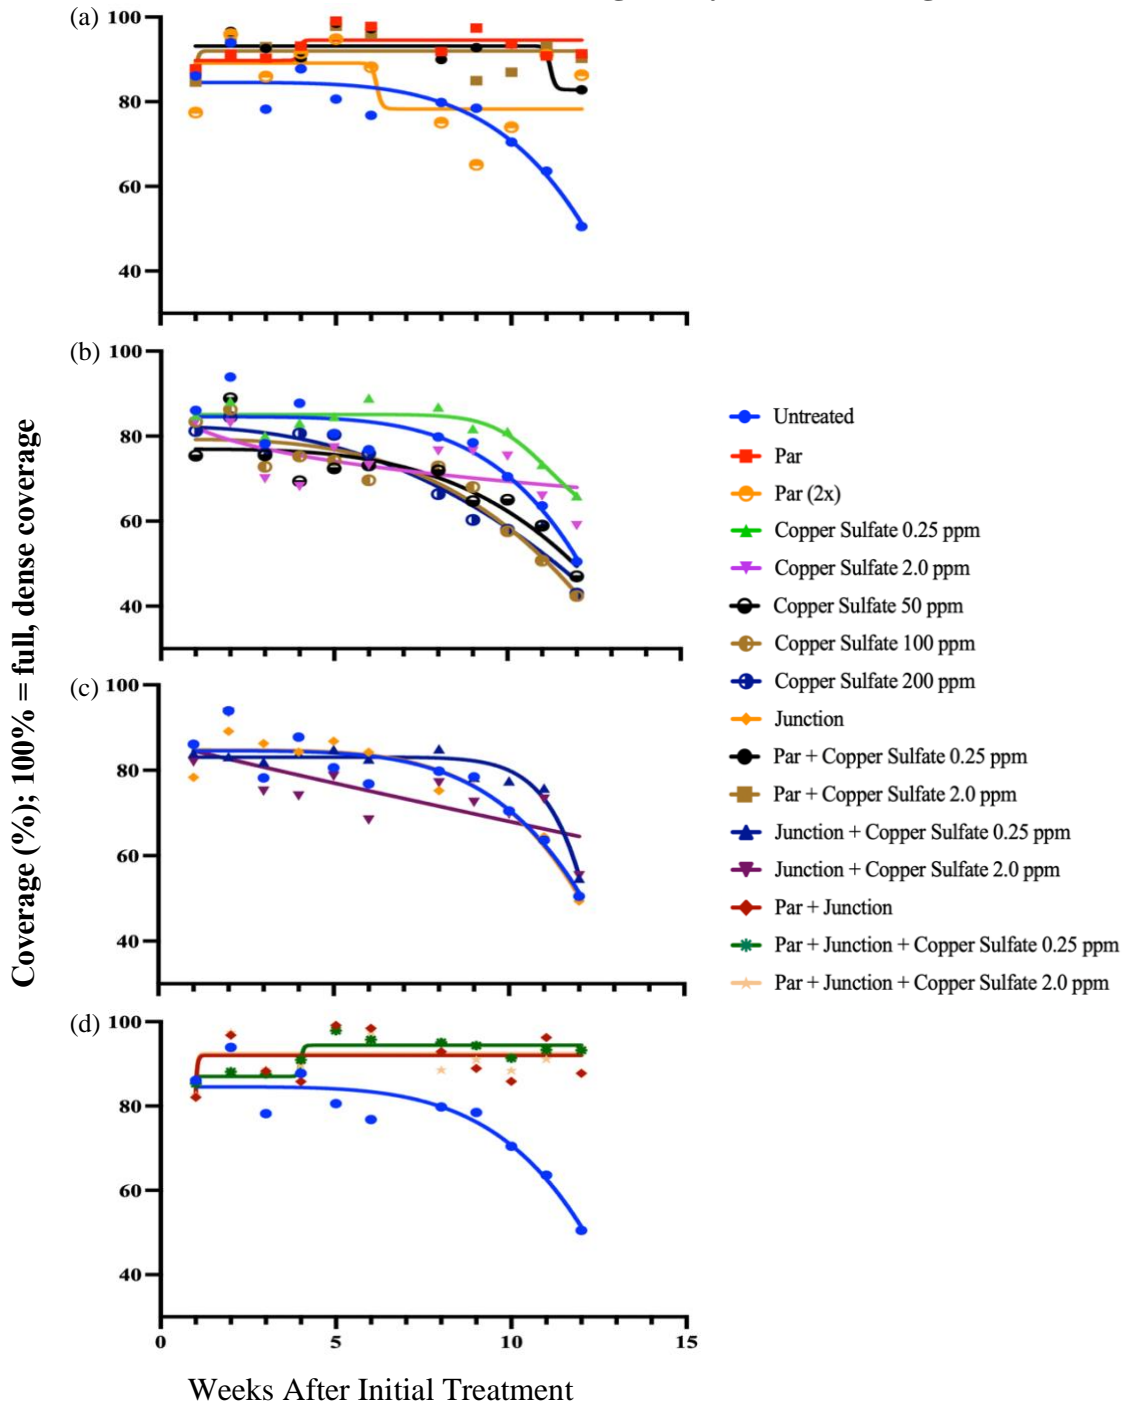 (a)
100
80
60
40
(b)
100
80
60
40
(c)
100
80
60
40
(d)
100
80
60
40
0
5
10
15
Weeks After Initial Treatment
Coverage (%); 100% = full, dense coverage
Untreated
Par
Par (2x)
Copper Sulfate 0.25 ppm
Copper Sulfate 2.0 ppm
Copper Sulfate 50 ppm
Copper Sulfate 100 ppm
Copper Sulfate 200 ppm
Junction
Par + Copper Sulfate 0.25 ppm
Par + Copper Sulfate 2.0 ppm
Junction + Copper Sulfate 0.25 ppm
Junction + Copper Sulfate 2.0 ppm
Par + Junction
Par + Junction + Copper Sulfate 0.25 ppm
Par + Junction + Copper Sulfate 2.0 ppm